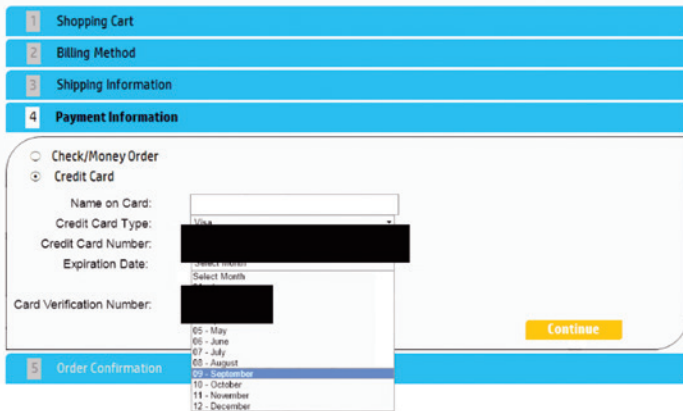 1 Shopping Cart
2 Billing Method
3 Shipping Information
4 Payment Information
Check/Money Order
Credit Card
Name on Card:
Credit Card Type: Visa
Credit Card Number:
Expiration Date: Select Month
Select Month
Card Verification Number:
05 - May
06 - June
07 - July
Continue
08 - August
5 Order Confirmation
09 - September
10 - October
11 - November
12 - December